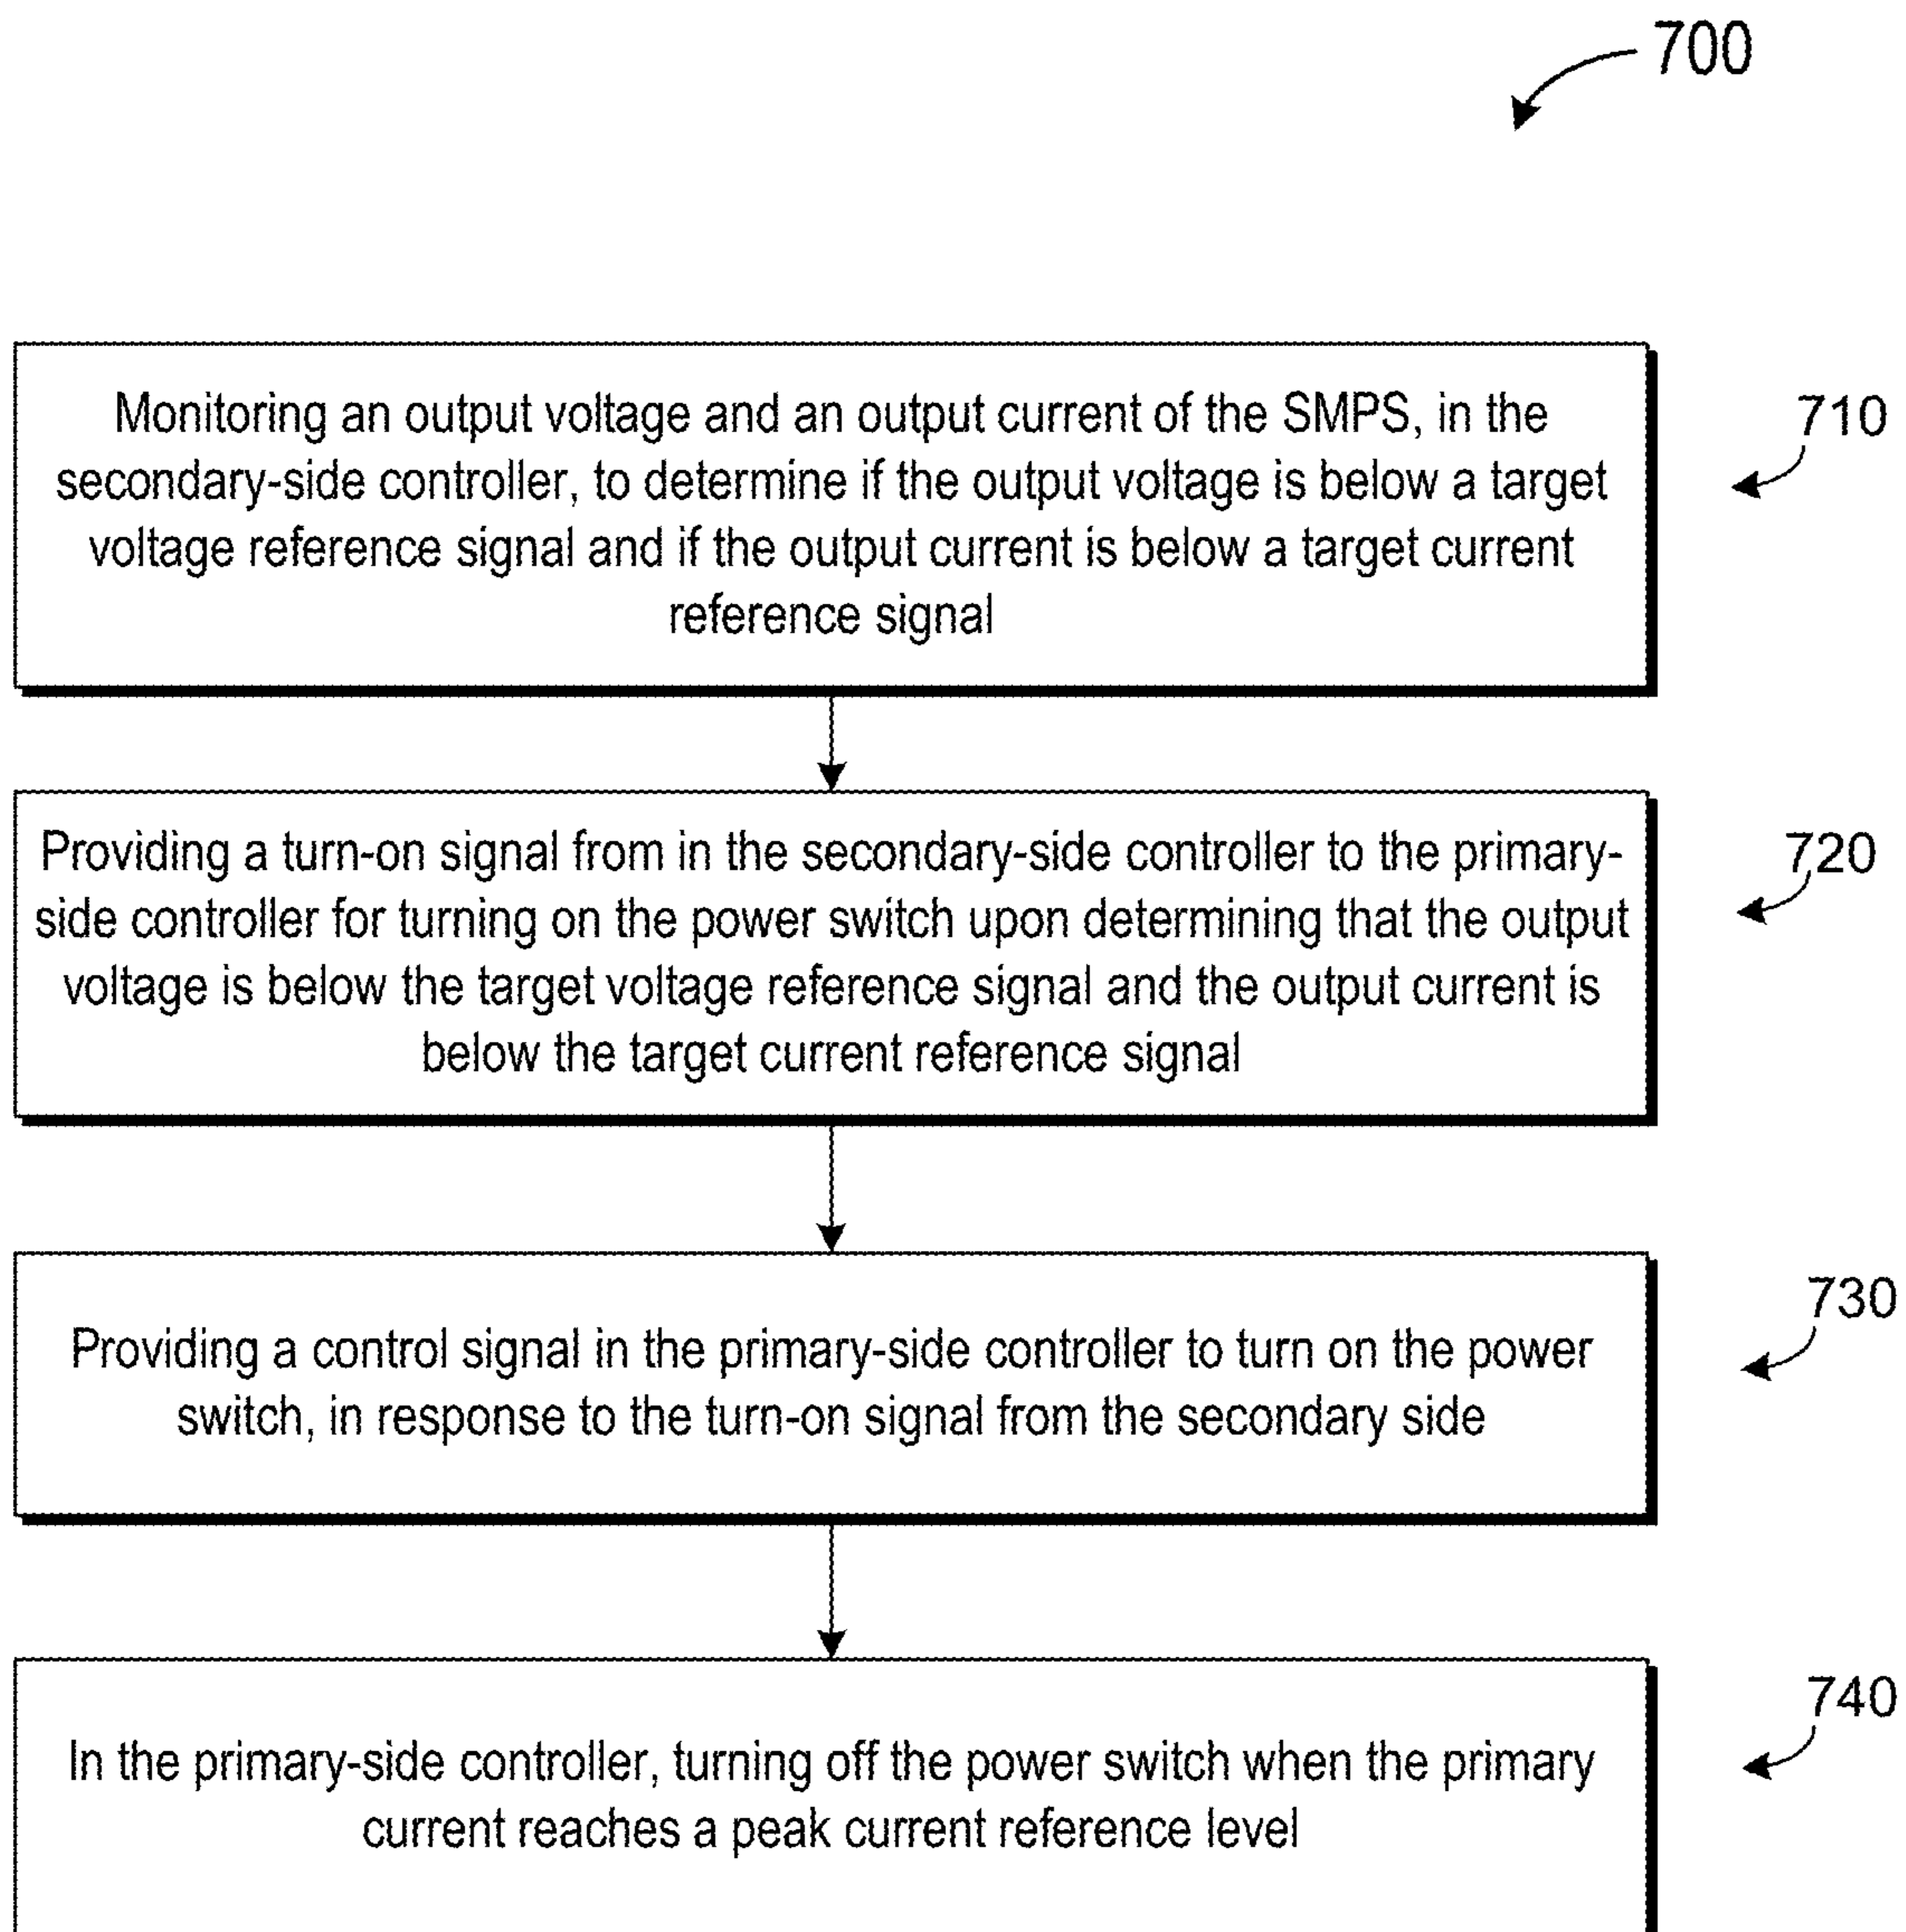 700
Monitoring an output voltage and an output current of the SMPS, in the
secondary-side controller, to determine if the output voltage is below a target
voltage reference signal and if the output current is below a target current
reference signal
710
Providing a turn-on signal from in the secondary-side controller to the primary-
side controller for turning on the power switch upon determining that the output
voltage is below the target voltage reference signal and the output current is
below the target current reference signal
720
Providing a control signal in the primary-side controller to turn on the power
switch, in response to the turn-on signal from the secondary side
730
In the primary-side controller, turning off the power switch when the primary
current reaches a peak current reference level
740